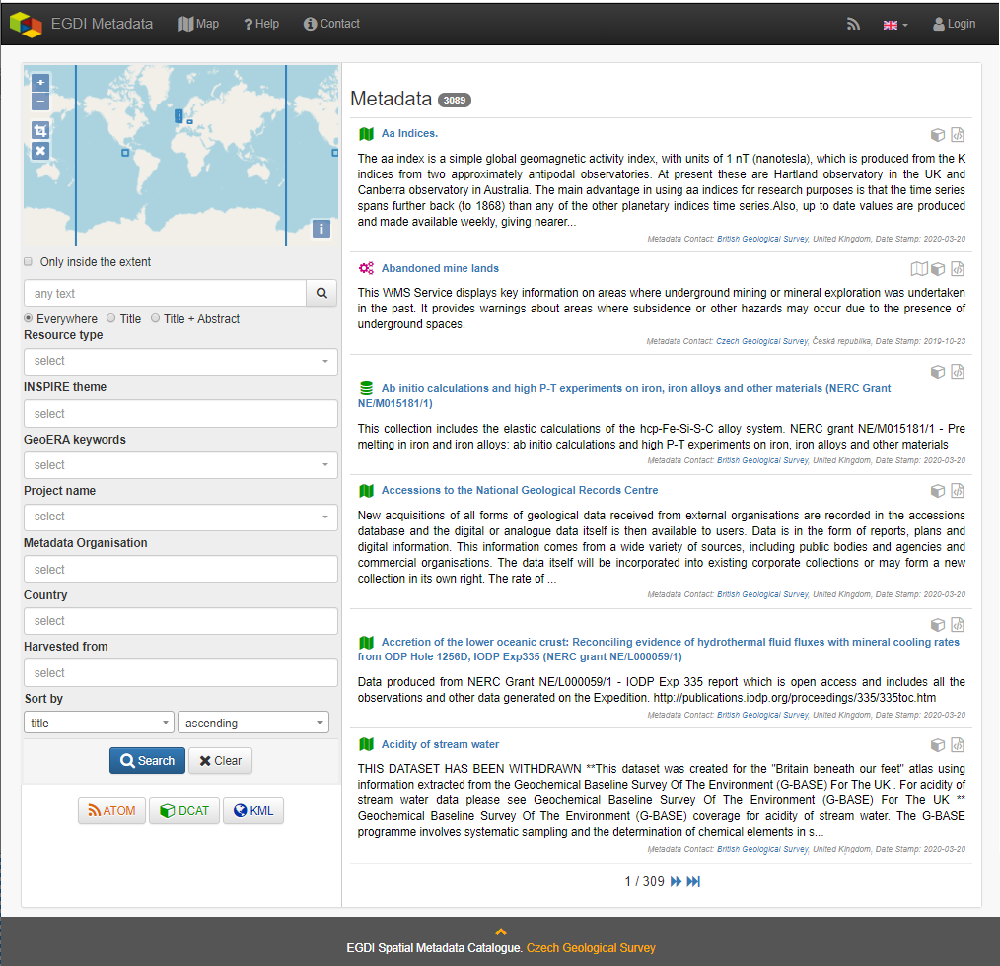 EGDI Metadata Map ? Help Contact Login
+
−
i
Only inside the extent
any text
Everywhere Title Title + Abstract
Resource type
select
INSPIRE theme
select
GeoERA keywords
select
Project name
select
Metadata Organisation
select
Country
select
Harvested from
select
Sort by
title ascending
Search Clear
ATOM DCAT KML
Metadata 3089
Aa Indices.
The aa index is a simple global geomagnetic activity index, with units of 1 nT (nanotesla), which is produced from the K
indices from two approximately antipodal observatories. At present these are Hartland observatory in the UK and
Canberra observatory in Australia. The main advantage in using aa indices for research purposes is that the time series
spans further back (to 1868) than any of the other planetary indices time series.Also, up to date values are produced
and made available weekly, giving nearer...
Metadata Contact: British Geological Survey, United Kingdom, Date Stamp: 2020-03-20
Abandoned mine lands
This WMS Service displays key information on areas where underground mining or mineral exploration was undertaken
in the past. It provides warnings about areas where subsidence or other hazards may occur due to the presence of
underground spaces.
Metadata Contact: Czech Geological Survey, Česká republika, Date Stamp: 2019-10-23
Ab initio calculations and high P-T experiments on iron, iron alloys and other materials (NERC Grant
NE/M015181/1)
This collection includes the elastic calculations of the hcp-Fe-Si-S-C alloy system. NERC grant NE/M015181/1 - Pre
melting in iron and iron alloys: ab initio calculations and high P-T experiments on iron, iron alloys and other materials
Metadata Contact: British Geological Survey, United Kingdom, Date Stamp: 2020-03-20
Accessions to the National Geological Records Centre
New acquisitions of all forms of geological data received from external organisations are recorded in the accessions
database and the digital or analogue data itself is then available to users. Data is in the form of reports, plans and
digital information. This information comes from a wide variety of sources, including public bodies and agencies and
commercial organisations. The data itself will be incorporated into existing corporate collections or may form a new
collection in its own right. The rate of ...
Metadata Contact: British Geological Survey, United Kingdom, Date Stamp: 2020-03-20
Accretion of the lower oceanic crust: Reconciling evidence of hydrothermal fluid fluxes with mineral cooling rates
from ODP Hole 1256D, IODP Exp335 (NERC grant NE/L000059/1)
Data produced from NERC Grant NE/L000059/1 - IODP Exp 335 report which is open access and includes all the
observations and other data generated on the Expedition. http://publications.iodp.org/proceedings/335/335toc.htm
Metadata Contact: British Geological Survey, United Kingdom, Date Stamp: 2020-03-20
Acidity of stream water
THIS DATASET HAS BEEN WITHDRAWN **This dataset was created for the "Britain beneath our feet" atlas using
information extracted from the Geochemical Baseline Survey Of The Environment (G-BASE) For The UK . For acidity of
stream water data please see Geochemical Baseline Survey Of The Environment (G-BASE) For The UK **
Geochemical Baseline Survey Of The Environment (G-BASE) coverage for acidity of stream water. The G-BASE
programme involves systematic sampling and the determination of chemical elements in s...
Metadata Contact: British Geological Survey, United Kingdom, Date Stamp: 2020-03-20
1 / 309
EGDI Spatial Metadata Catalogue. Czech Geological Survey